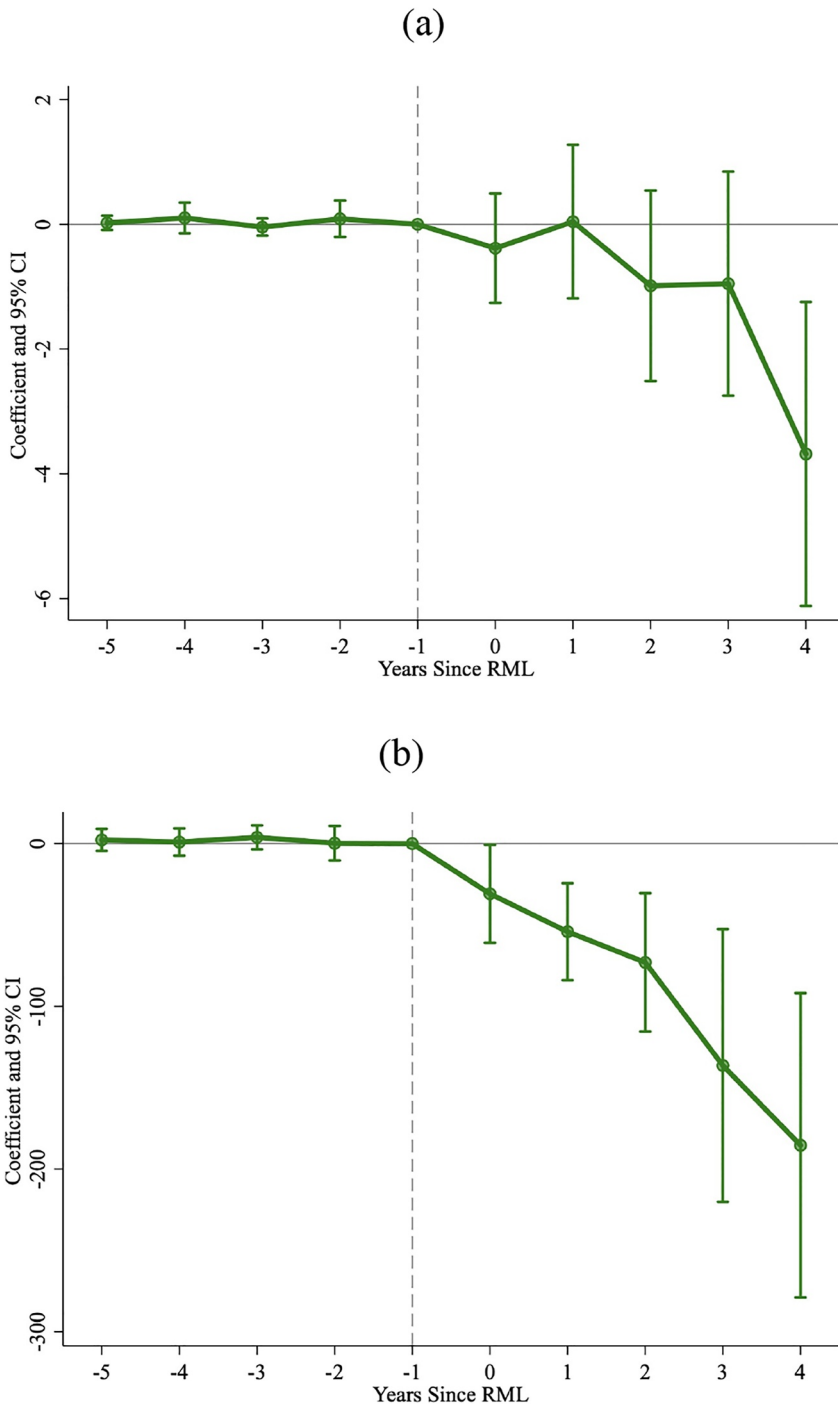 (a)
2
0
-2
-4
-6
Coefficient and 95% CI
-5 -4 -3 -2 -1 0 1 2 3 4
Years Since RML
(b)
0
-100
-200
-300
Coefficient and 95% CI
-5 -4 -3 -2 -1 0 1 2 3 4
Years Since RML